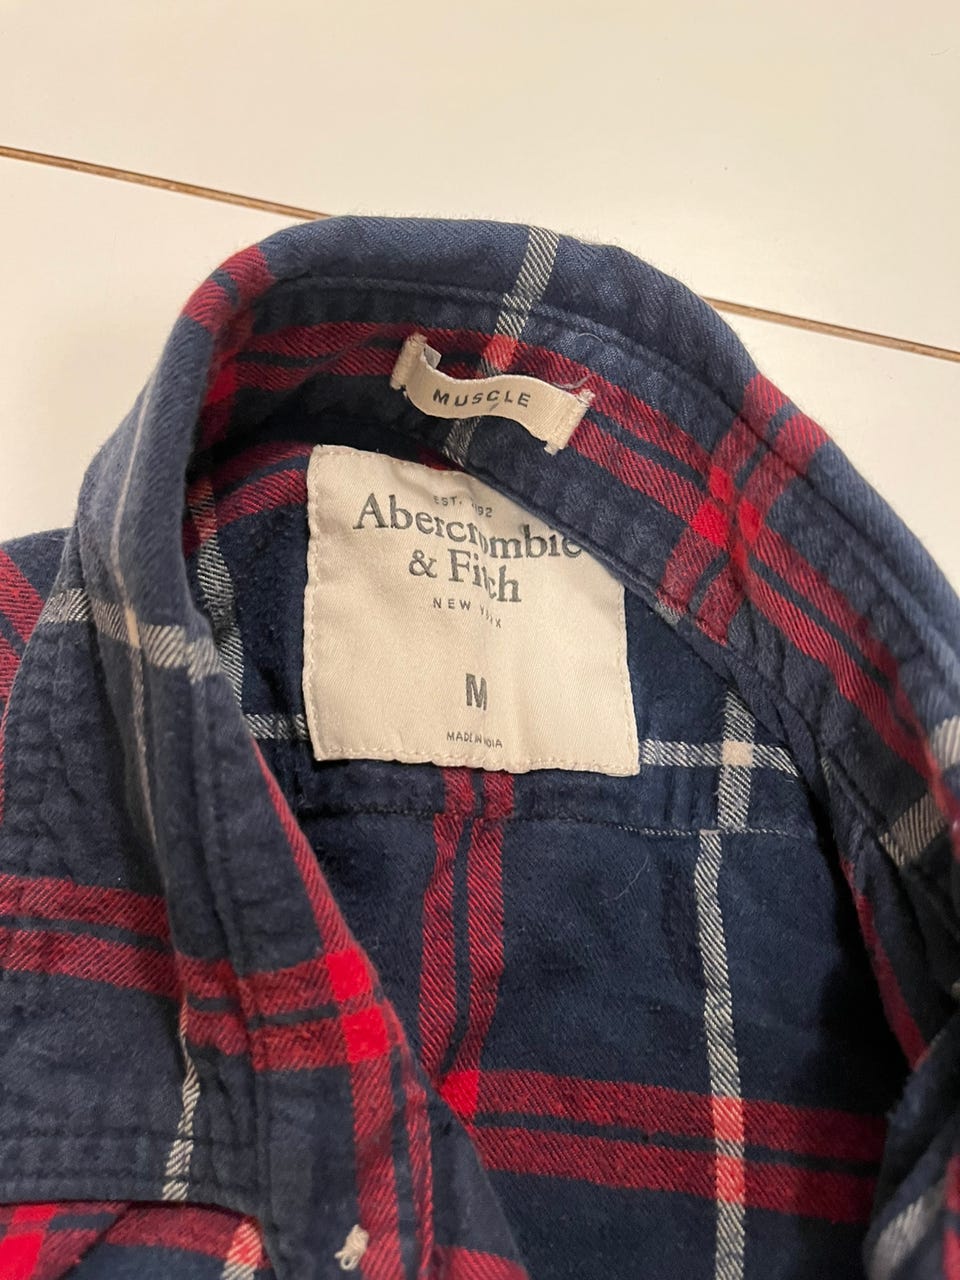 MUSCLE
EST. 1892
Abercrombie
& Fitch
NEW YORK
M
MADE IN INDIA